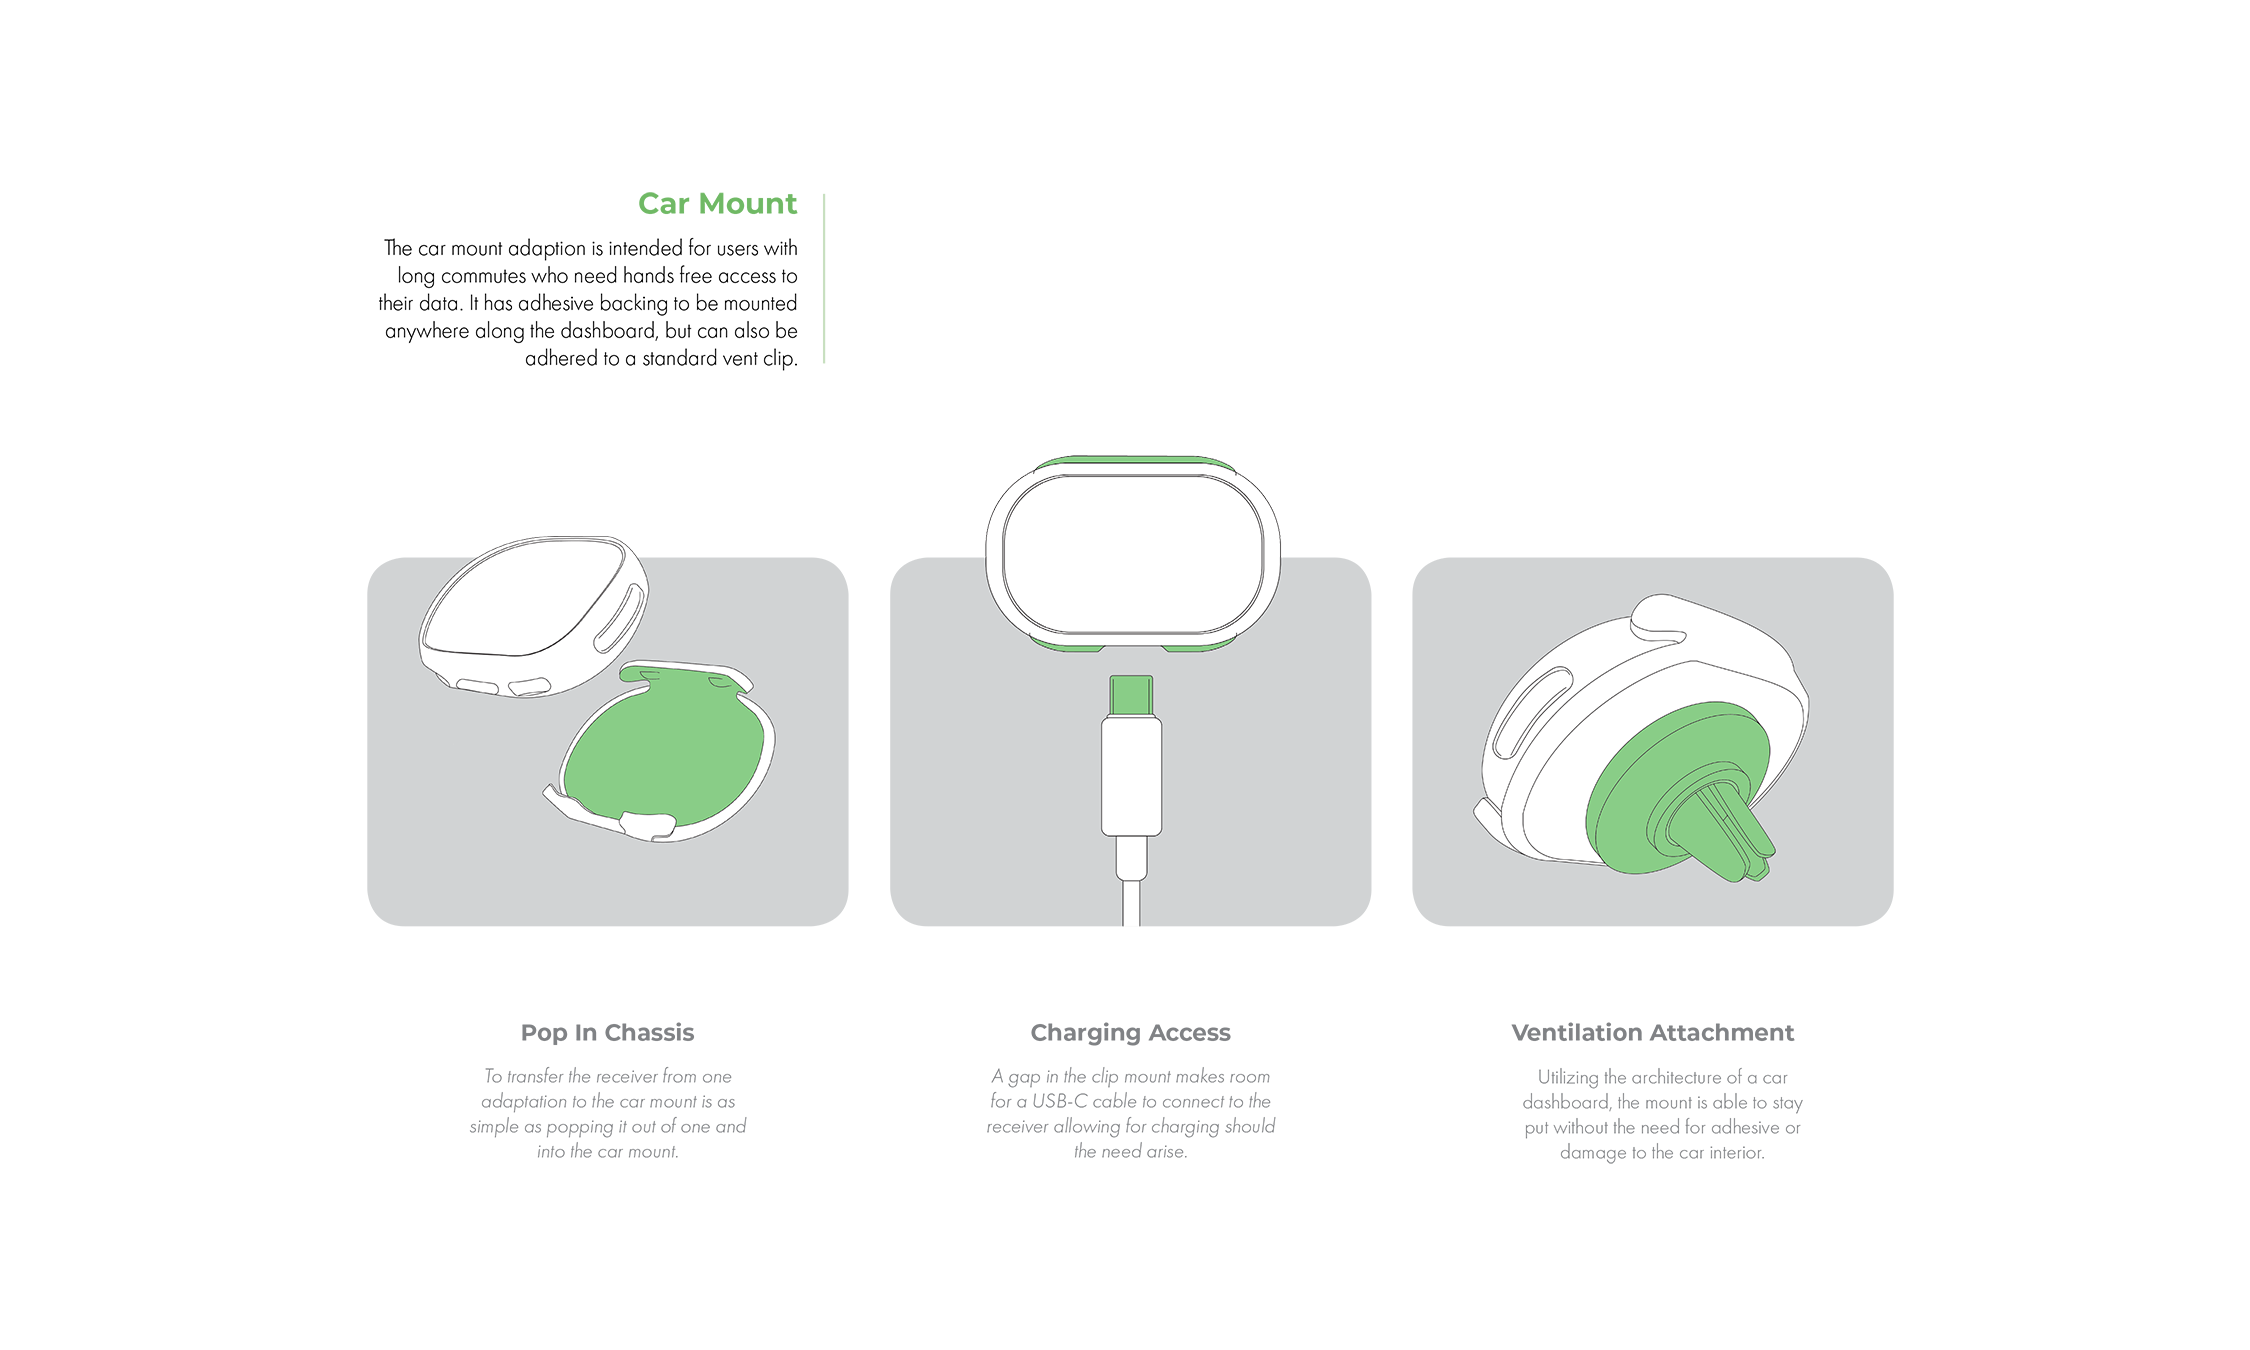 Car Mount
The car mount adaption is intended for users with
long commutes who need hands free access to
their data. It has adhesive backing to be mounted
anywhere along the dashboard, but can also be
adhered to a standard vent clip.
Pop In Chassis
To transfer the receiver from one
adaptation to the car mount is as
simple as popping it out of one and
into the car mount.
Charging Access
A gap in the clip mount makes room
for a USB-C cable to connect to the
receiver allowing for charging should
the need arise.
Ventilation Attachment
Utilizing the architecture of a car
dashboard, the mount is able to stay
put without the need for adhesive or
damage to the car interior.